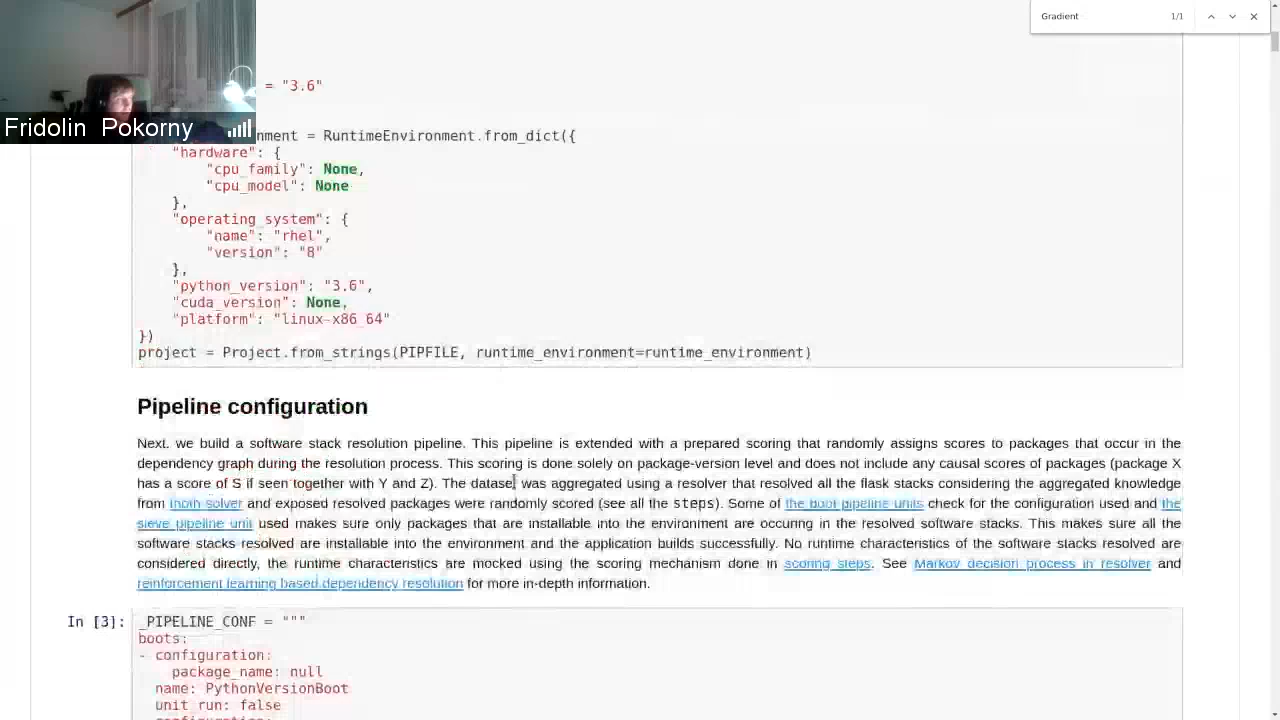 Gradient 1/1
= "3.6"
Fridolin Pokorny
nment = RuntimeEnvironment.from_dict({
"hardware": {
"cpu_family": None,
"cpu_model": None
},
"operating_system": {
"name": "rhel",
"version": "8"
},
"python_version": "3.6",
"cuda_version": None,
"platform": "linux-x86_64"
})
project = Project.from_strings(PIPFILE, runtime_environment=runtime_environment)
Pipeline configuration
Next, we build a software stack resolution pipeline. This pipeline is extended with a prepared scoring that randomly assigns scores to packages that occur in the
dependency graph during the resolution process. This scoring is done solely on package-version level and does not include any causal scores of packages (package X
has a score of S if seen together with Y and Z). The dataset was aggregated using a resolver that resolved all the flask stacks considering the aggregated knowledge
from thoth solver and exposed resolved packages were randomly scored (see all the steps). Some of the boot pipeline units check for the configuration used and the
sieve pipeline unit used makes sure only packages that are installable into the environment are occuring in the resolved software stacks. This makes sure all the
software stacks resolved are installable into the environment and the application builds successfully. No runtime characteristics of the software stacks resolved are
considered directly, the runtime characteristics are mocked using the scoring mechanism done in scoring steps. See Markov decision process in resolver and
reinforcement learning based dependency resolution for more in-depth information.
In [3]: _PIPELINE_CONF = """
boots:
- configuration:
package_name: null
name: PythonVersionBoot
unit_run: false